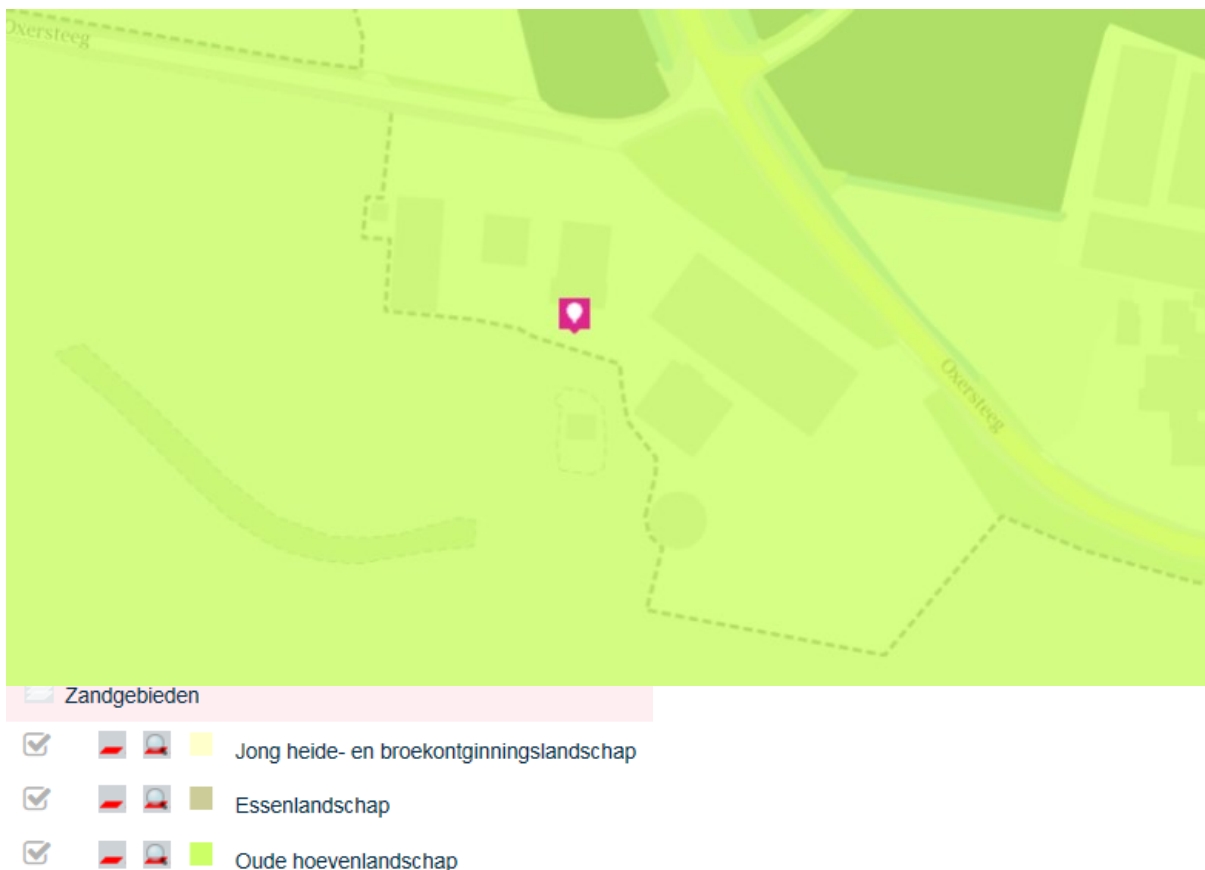 Oxersteeg
Oxersteeg
Zandgebieden
Jong heide- en broekontginningslandschap
Essenlandschap
Oude hoevenlandschap